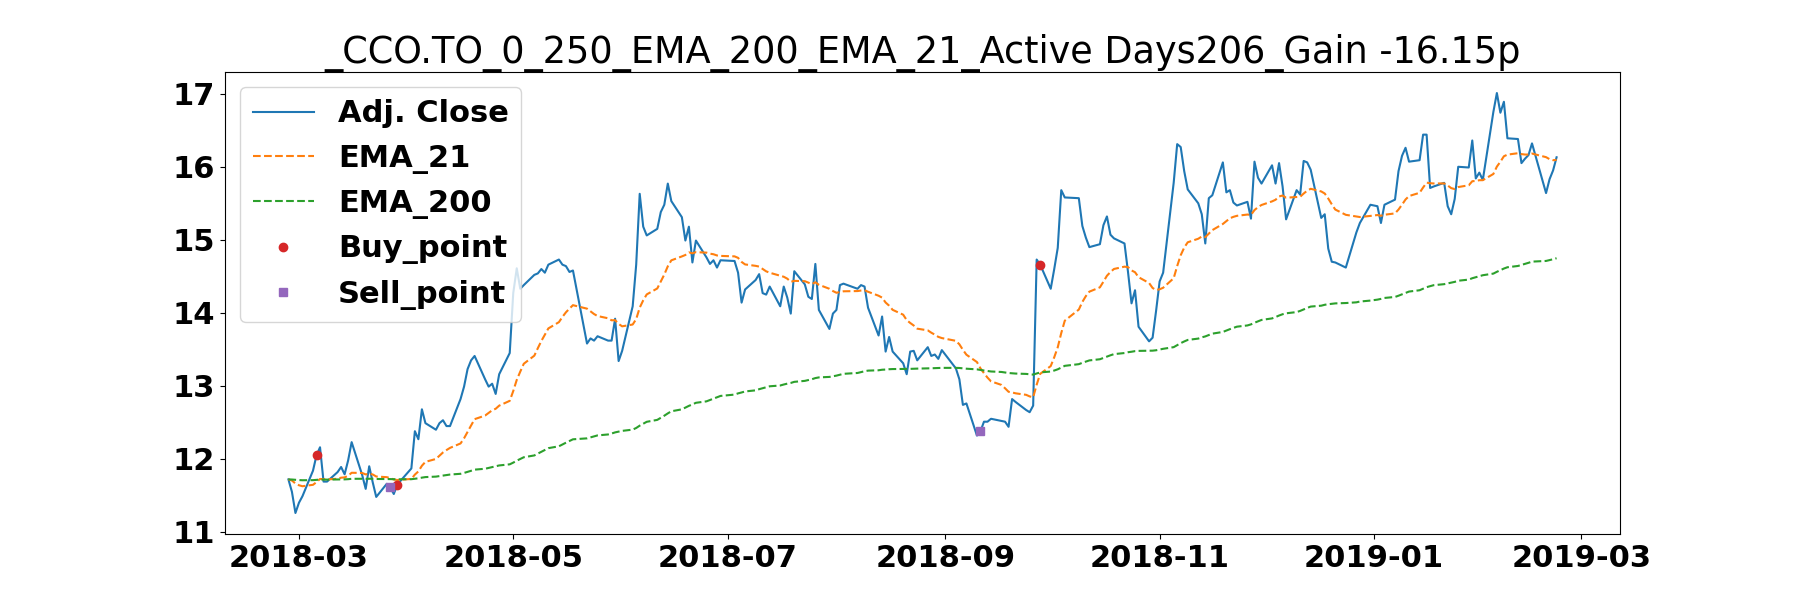 _CCO.TO_0_250_EMA_200_EMA_21_Active Days206_Gain -16.15p
17
16
15
14
13
12
11
Adj. Close
EMA_21
EMA_200
Buy_point
Sell_point
2018-03 2018-05 2018-07 2018-09 2018-11 2019-01 2019-03